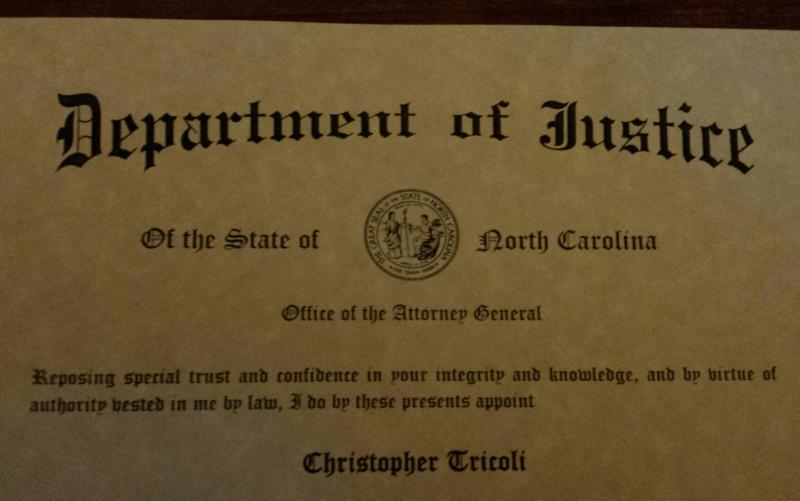 Department of Justice
Of the State of North Carolina
THE GREAT SEAL OF THE STATE OF NORTH CAROLINA
Office of the Attorney General
Reposing special trust and confidence in your integrity and knowledge, and by virtue of
authority vested in me by law, I do by these presents appoint
Christopher Tricoli